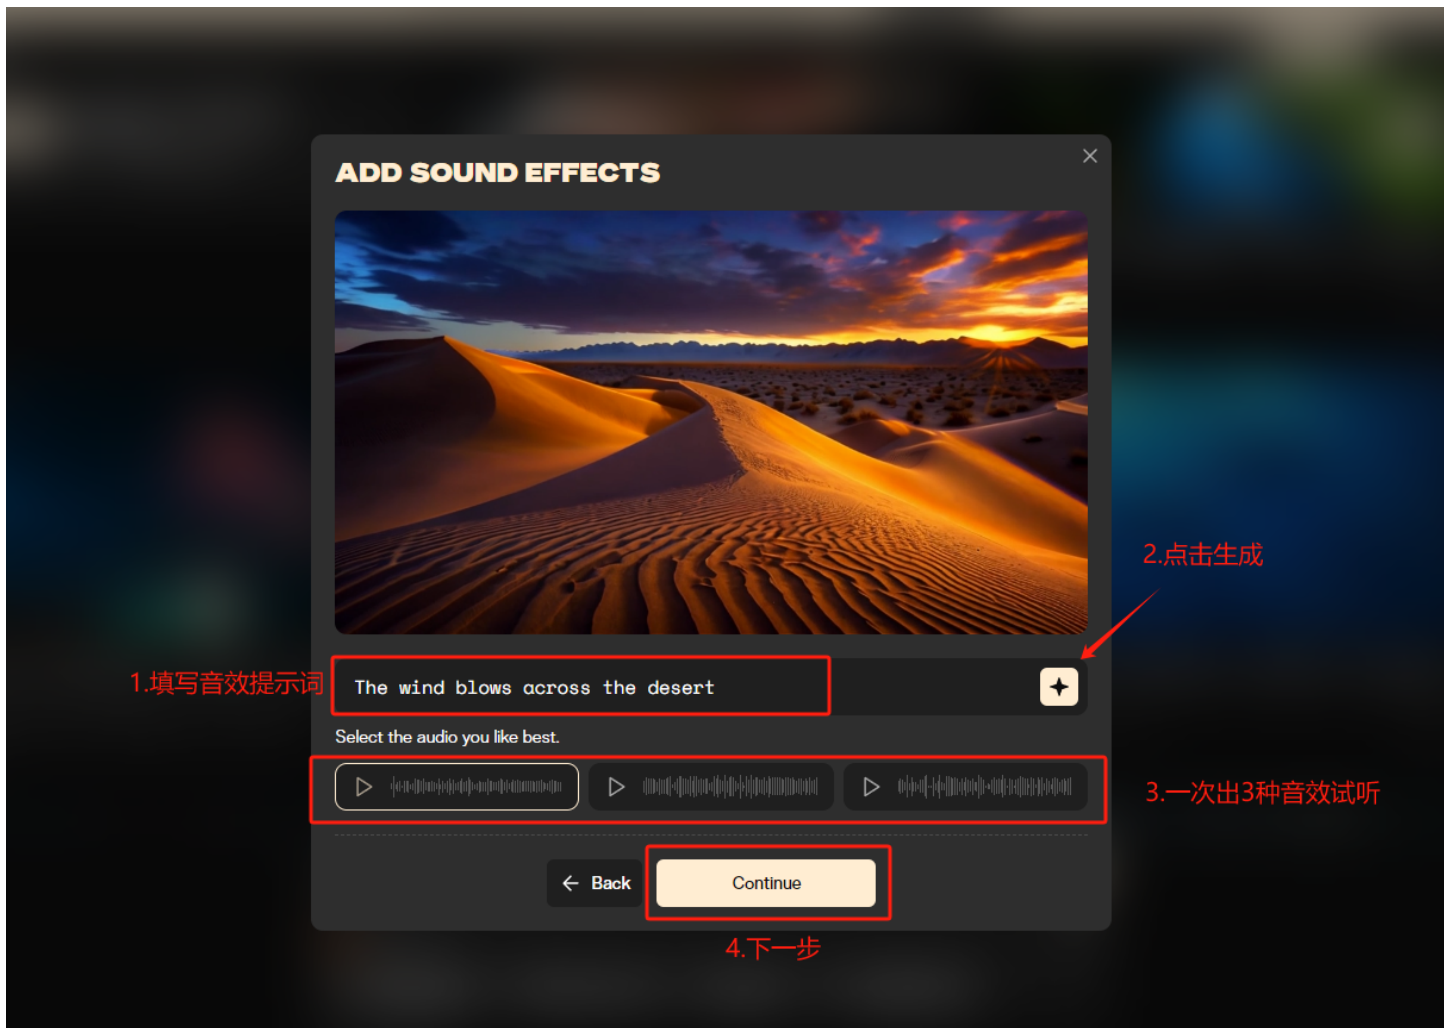 ADD SOUND EFFECTS
2.点击生成
1.填写音效提示词
The wind blows across the desert
Select the audio you like best.
3.一次出3种音效试听
Back
Continue
4.下一步